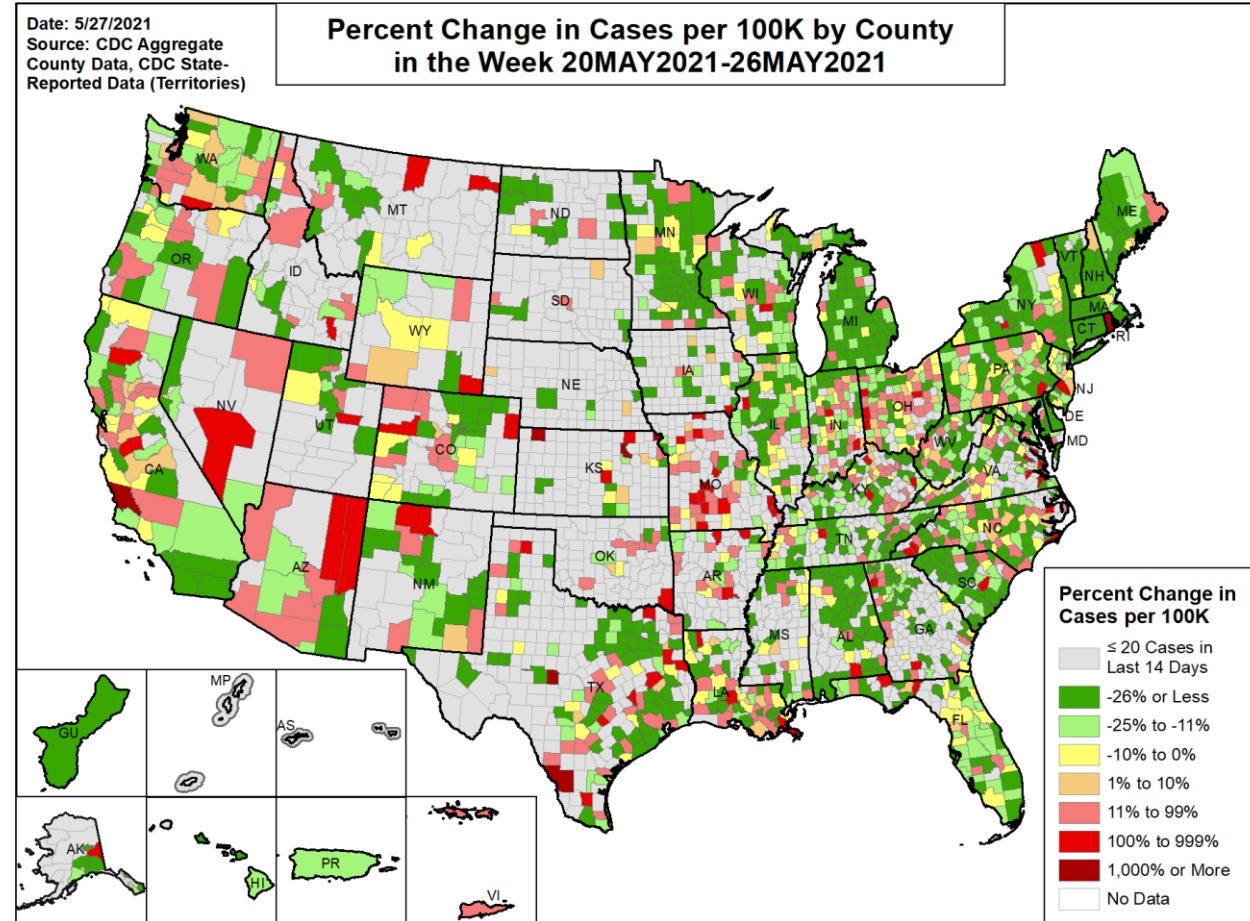 Date: 5/27/2021
Source: CDC Aggregate
County Data, CDC State-
Reported Data (Territories)
Percent Change in Cases per 100K by County
in the Week 20MAY2021-26MAY2021
WA
MT
ND
MN
ME
OR
ID
SD
WI
MI
NY
VT
NH
MA
CT
RI
WY
IA
PA
NJ
NE
OH
DE
MD
NV
UT
CO
IL
IN
WV
VA
CA
KS
MO
KY
AZ
NM
OK
AR
TN
NC
SC
MS
AL
GA
TX
LA
FL
GU
MP
AS
AK
HI
PR
VI
Percent Change in
Cases per 100K
≤ 20 Cases in
Last 14 Days
-26% or Less
-25% to -11%
-10% to 0%
1% to 10%
11% to 99%
100% to 999%
1,000% or More
No Data